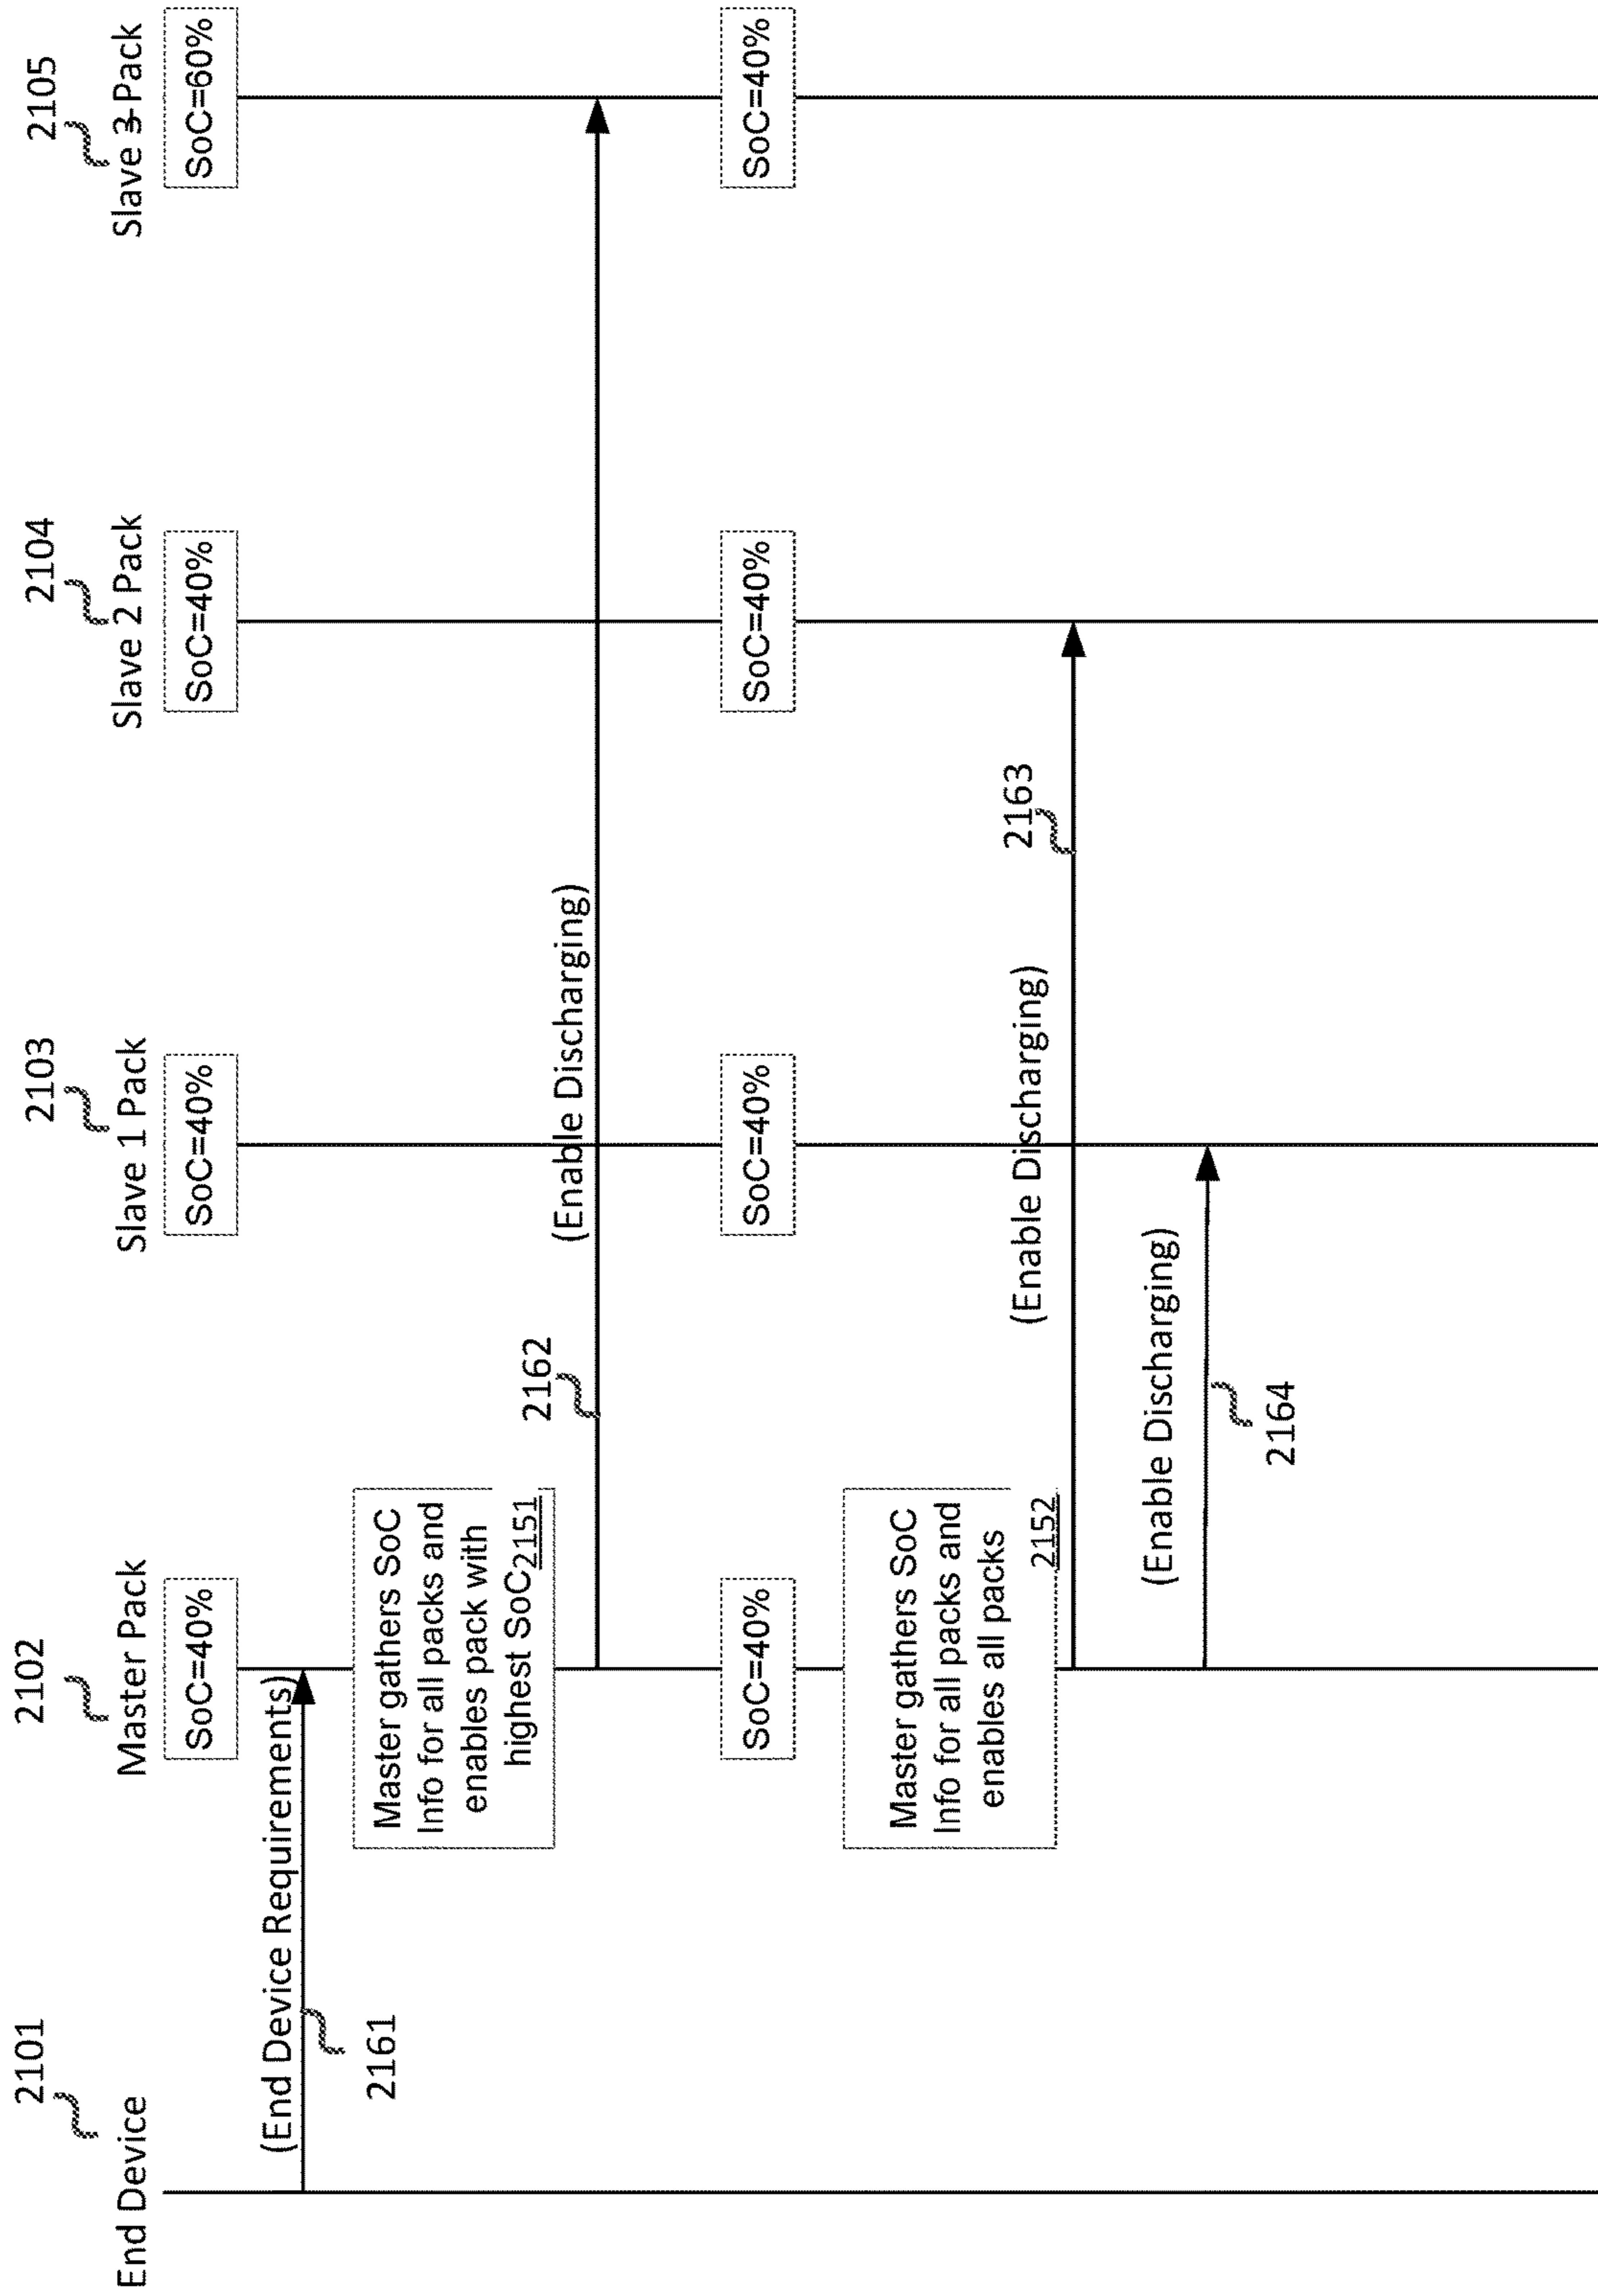 2101
2102
2103
2104
2105
End Device
Master Pack
Slave 1 Pack
Slave 2 Pack
Slave 3 Pack
SoC=40%
SoC=40%
SoC=40%
SoC=60%
(End Device Requirements)
2161
Master gathers SoC
Info for all packs and
enables pack with
highest SoC 2151
2162
(Enable Discharging)
SoC=40%
SoC=40%
SoC=40%
SoC=40%
Master gathers SoC
Info for all packs and
enables all packs
2152
(Enable Discharging)
2163
(Enable Discharging)
2164